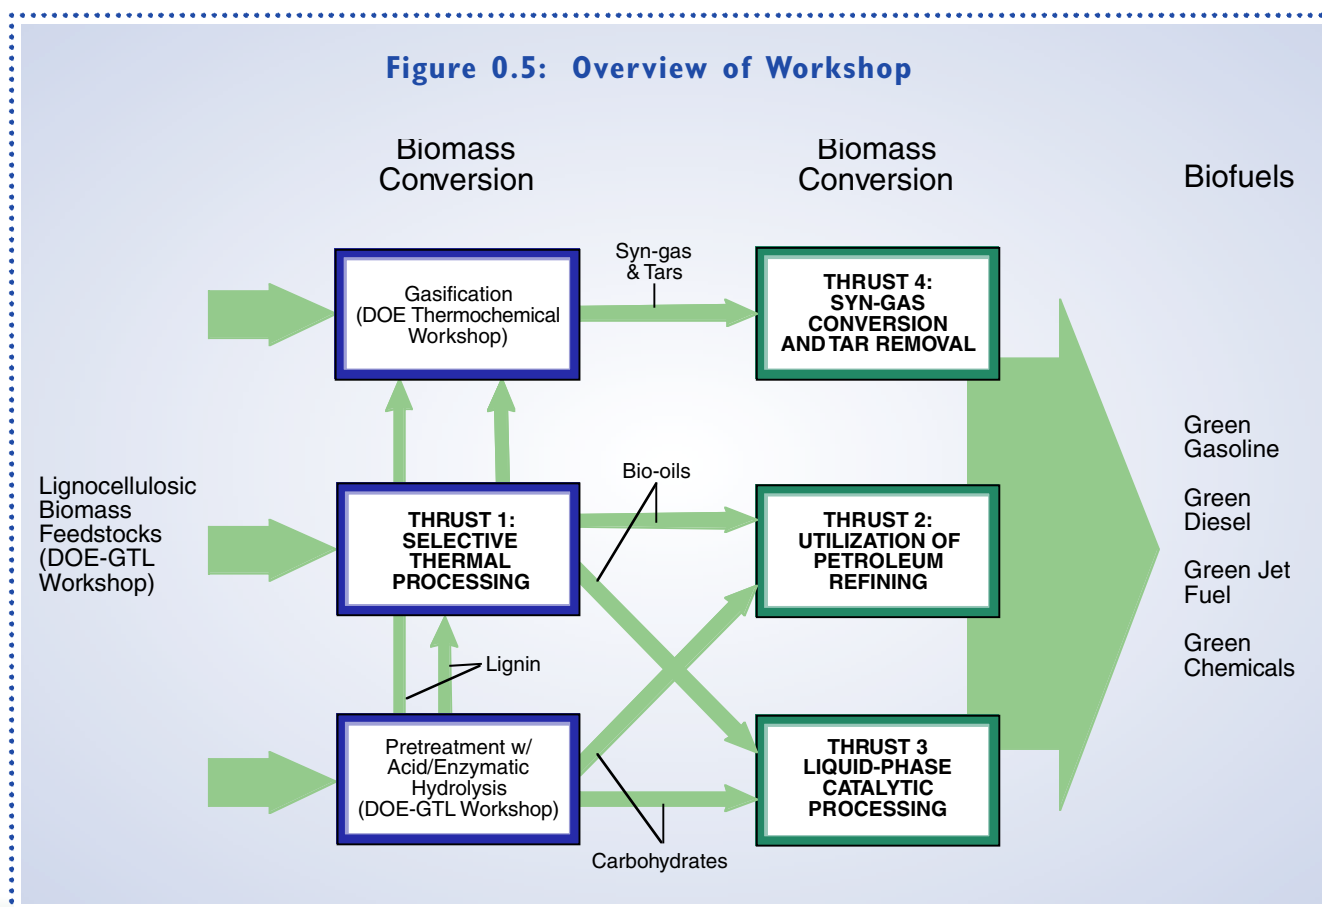 Figure 0.5: Overview of Workshop
Biomass
Conversion
Biomass
Conversion
Biofuels
Gasification
(DOE Thermochemical
Workshop)
Syn-gas
& Tars
THRUST 4:
SYN-GAS
CONVERSION
AND TAR REMOVAL
Lignocellulosic
Biomass
Feedstocks
(DOE-GTL
Workshop)
THRUST 1:
SELECTIVE
THERMAL
PROCESSING
Bio-oils
THRUST 2:
UTILIZATION OF
PETROLEUM
REFINING
Green
Gasoline
Green
Diesel
Green Jet
Fuel
Green
Chemicals
Lignin
Pretreatment w/
Acid/Enzymatic
Hydrolysis
(DOE-GTL Workshop)
Carbohydrates
THRUST 3
LIQUID-PHASE
CATALYTIC
PROCESSING